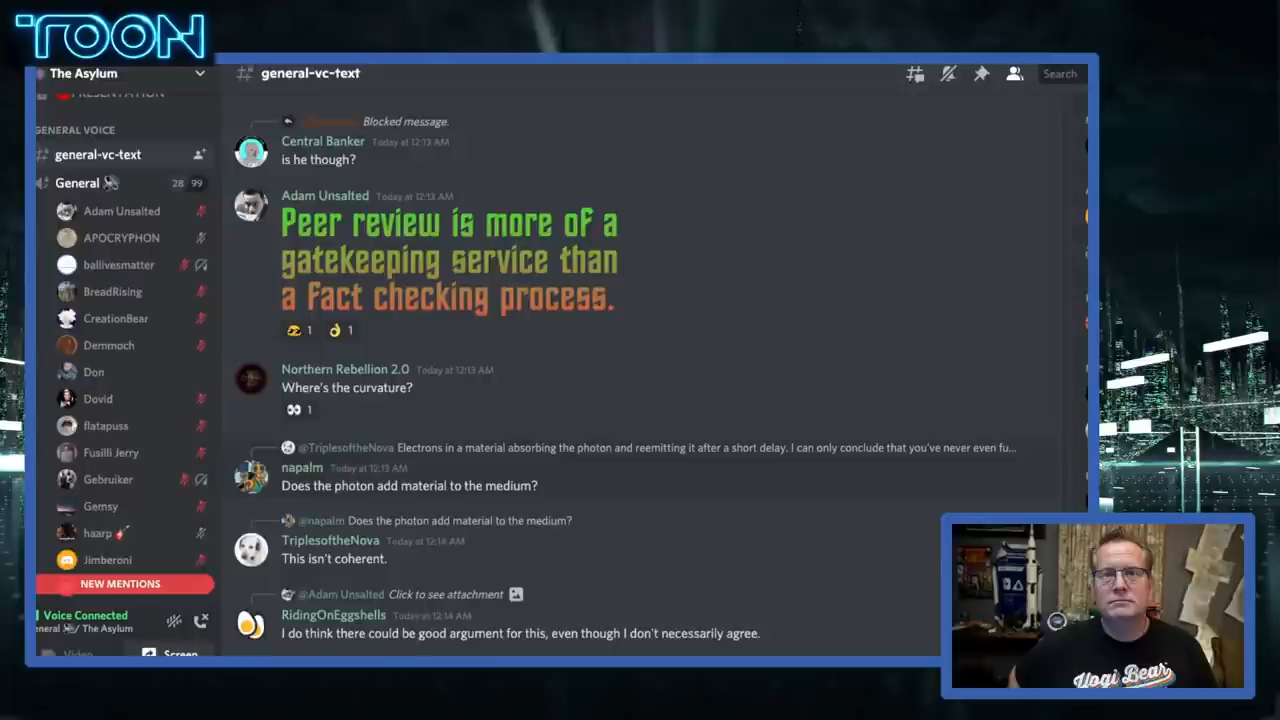 TOON
The Asylum
general-vc-text
Search
PRESENTATION
GENERAL VOICE
general-vc-text
General
28 99
Adam Unsalted
APOCRYPHON
ballivesmatter
BreadRising
CreationBear
Demmoch
Don
Dovid
flatapuss
Fusilli Jerry
Gebruiker
Gemsy
haarp
Jimberoni
NEW MENTIONS
Voice Connected
eneral / The Asylum
Video
Screen
Blocked message.
Central Banker Today at 12:13 AM
is he though?
Adam Unsalted Today at 12:13 AM
Peer review is more of a
gatekeeping service than
a fact checking process.
1 1
Northern Rebellion 2.0 Today at 12:13 AM
Where's the curvature?
1
@TriplesoftheNova Electrons in a material absorbing the photon and reemitting it after a short delay. I can only conclude that you've never even fu...
napalm Today at 12:13 AM
Does the photon add material to the medium?
@napalm Does the photon add material to the medium?
TriplesoftheNova Today at 12:14 AM
This isn't coherent.
@Adam Unsalted Click to see attachment
RidingOnEggshells Today at 12:14 AM
I do think there could be good argument for this, even though I don't necessarily agree.
Yogi Bear